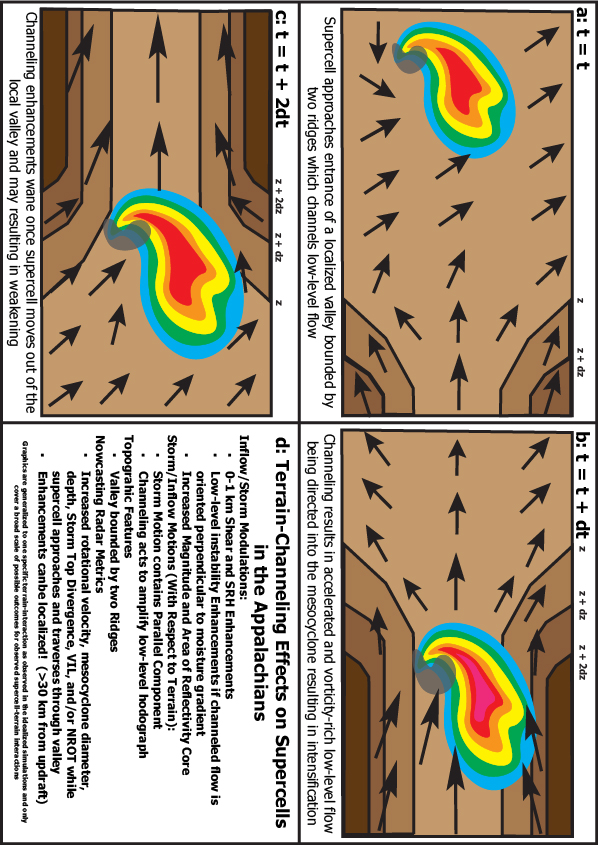 a: t = t
z
z + dz
Supercell approaches entrance of a localized valley bounded by
two ridges which channels low-level flow
b: t = t + dt
z
z + dz
z + 2dz
Channeling results in accelerated and vorticity-rich low-level flow
being directed into the mesocyclone resulting in intensification
c: t = t + 2dt
z + 2dz
z + dz
z
Channeling enhancements wane once supercell moves out of the
local valley and may resulting in weakening
d: Terrain-Channeling Effects on Supercells
in the Appalachians
Inflow/Storm Modulations:
▪ 0-1 km Shear and SRH Enhancements
▪ Low-level instability Enhancements if channeled flow is
oriented perpendicular to moisture gradient
▪ Increased Magnitude and Area of Reflectivity Core
Storm/Inflow Motions (With Respect to Terrain):
▪ Storm Motion contains Parallel Component
▪ Channeling acts to amplify low-level hodograph
Topograhic Features
▪ Valley bounded by two Ridges
Nowcasting Radar Metrics
▪ Increased rotational velocity, mesocyclone diameter,
depth, Storm Top Divergence, VIL, and/or NROT while
supercell approaches and traverses through valley
▪ Enhancements canbe localized! (>30 km from updraft)
Graphics are generalized to one specific terrain-interaction as observed in the idealized simulations and only
cover a broad scale of possible outcomes for observed supercell-terrain interactions